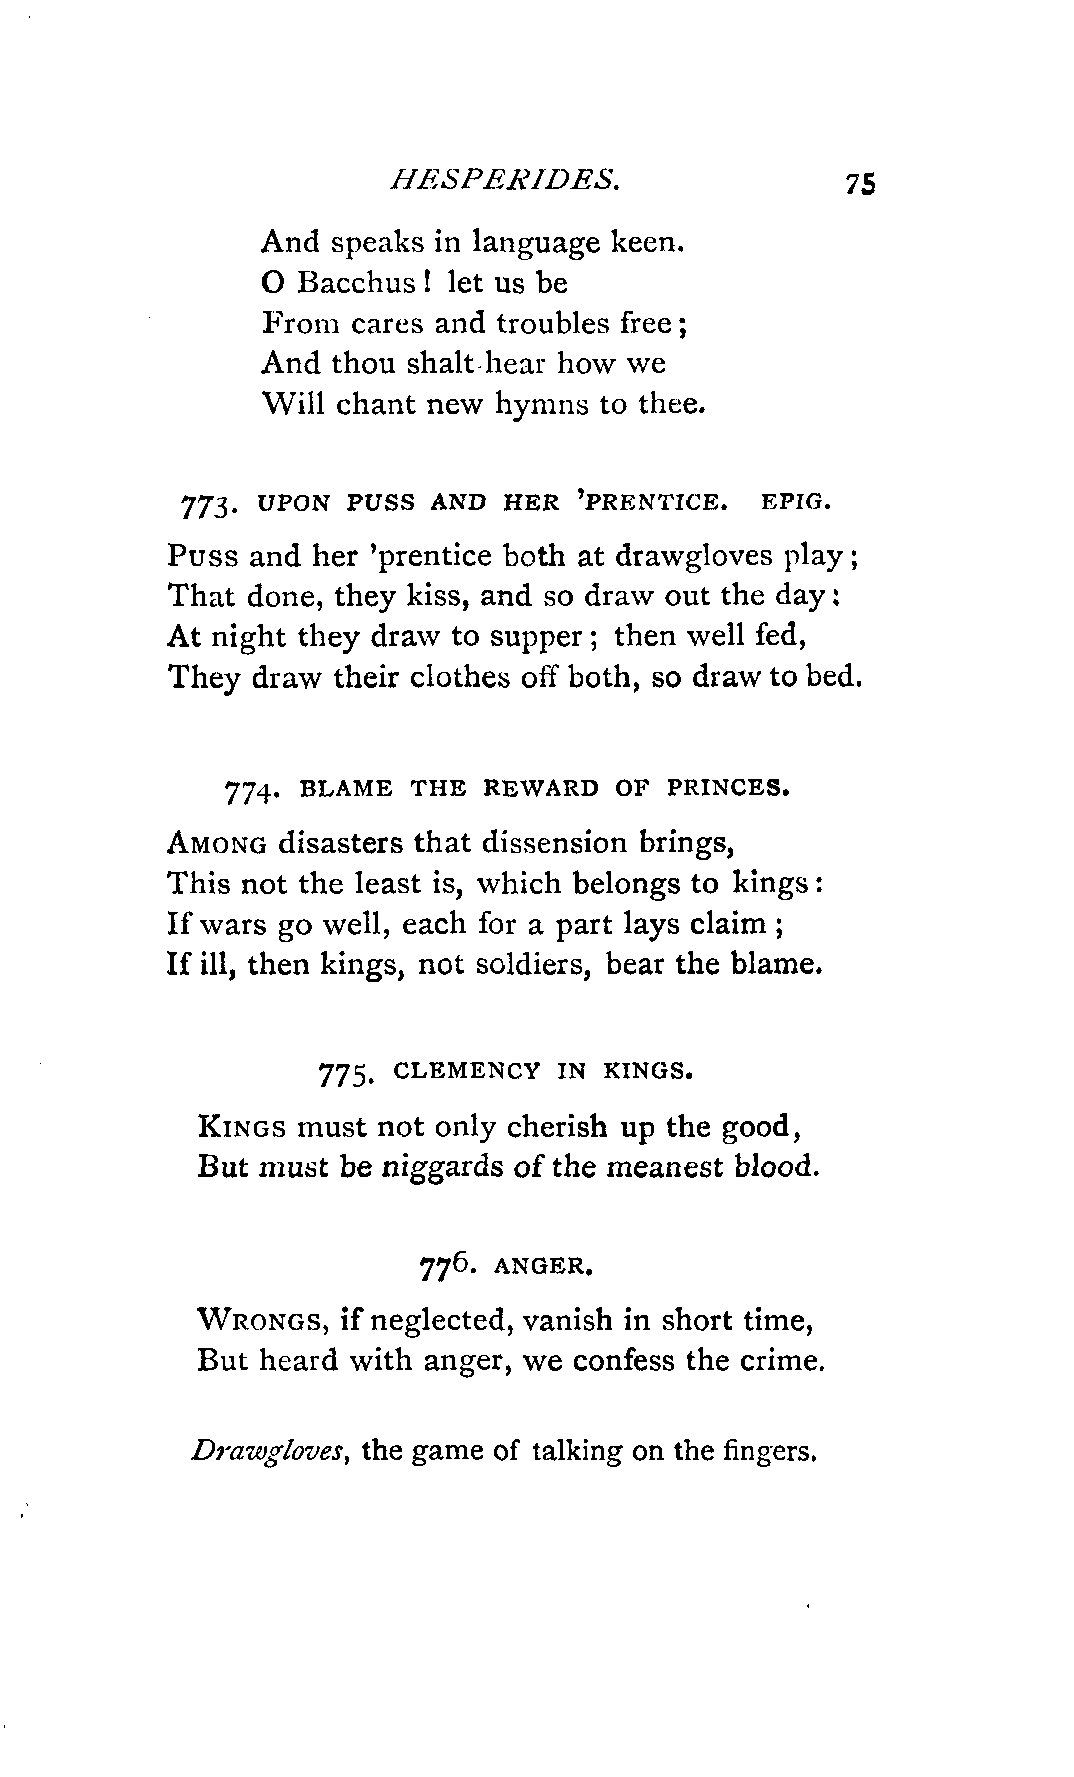 HESPERIDES. 75
And speaks in language keen.
O Bacchus! let us be
From cares and troubles free;
And thou shalt hear how we
Will chant new hymns to thee.
773. UPON PUSS AND HER 'PRENTICE. EPIG.
Puss and her 'prentice both at drawgloves play;
That done, they kiss, and so draw out the day:
At night they draw to supper; then well fed,
They draw their clothes off both, so draw to bed.
774. BLAME THE REWARD OF PRINCES.
AMONG disasters that dissension brings,
This not the least is, which belongs to kings:
If wars go well, each for a part lays claim;
If ill, then kings, not soldiers, bear the blame.
775. CLEMENCY IN KINGS.
KINGS must not only cherish up the good,
But must be niggards of the meanest blood.
776. ANGER.
WRONGS, if neglected, vanish in short time,
But heard with anger, we confess the crime.
Drawgloves, the game of talking on the fingers.